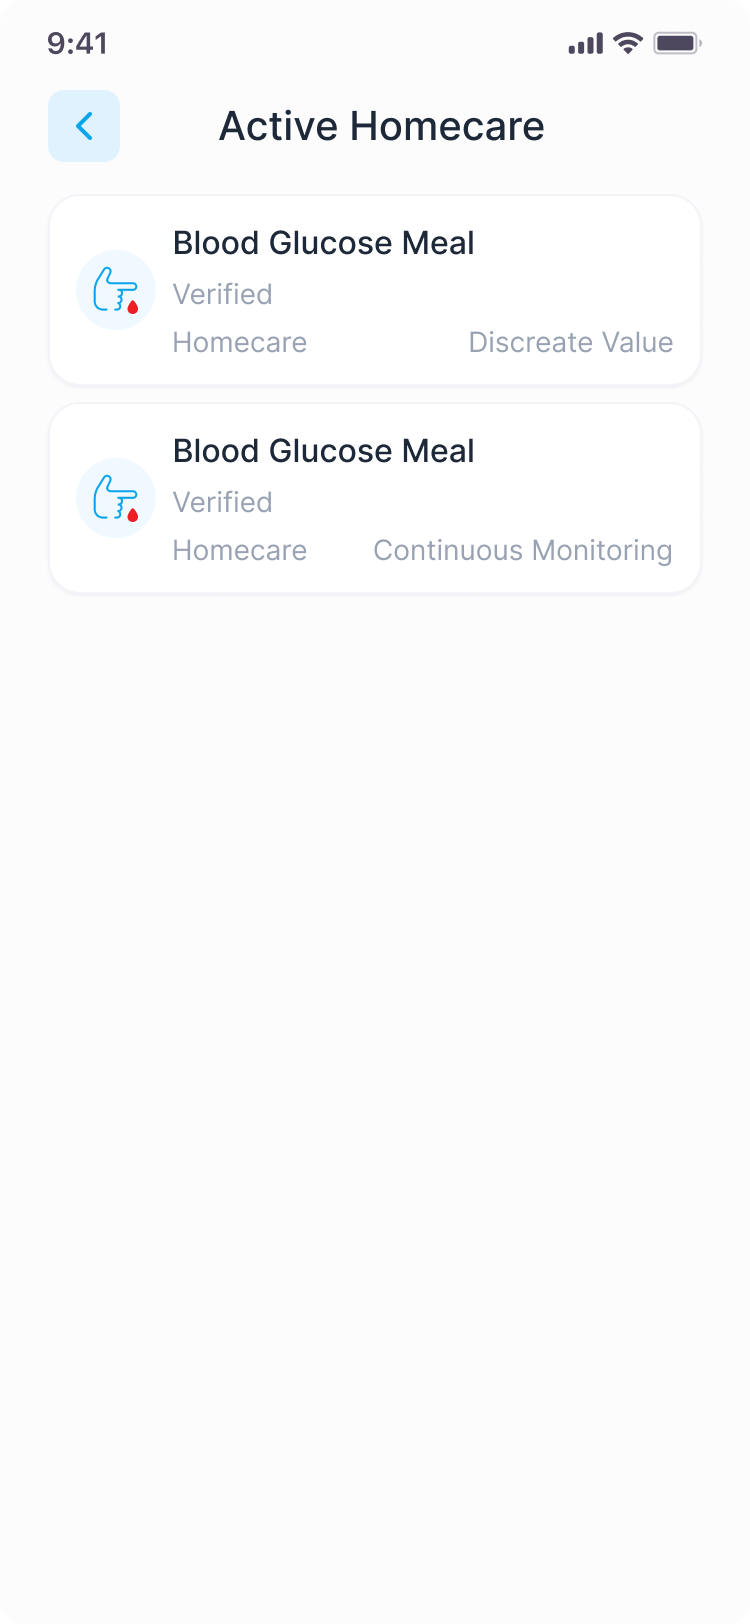 9:41
Active Homecare
Blood Glucose Meal
Verified
Homecare Discreate Value
Blood Glucose Meal
Verified
Homecare Continuous Monitoring